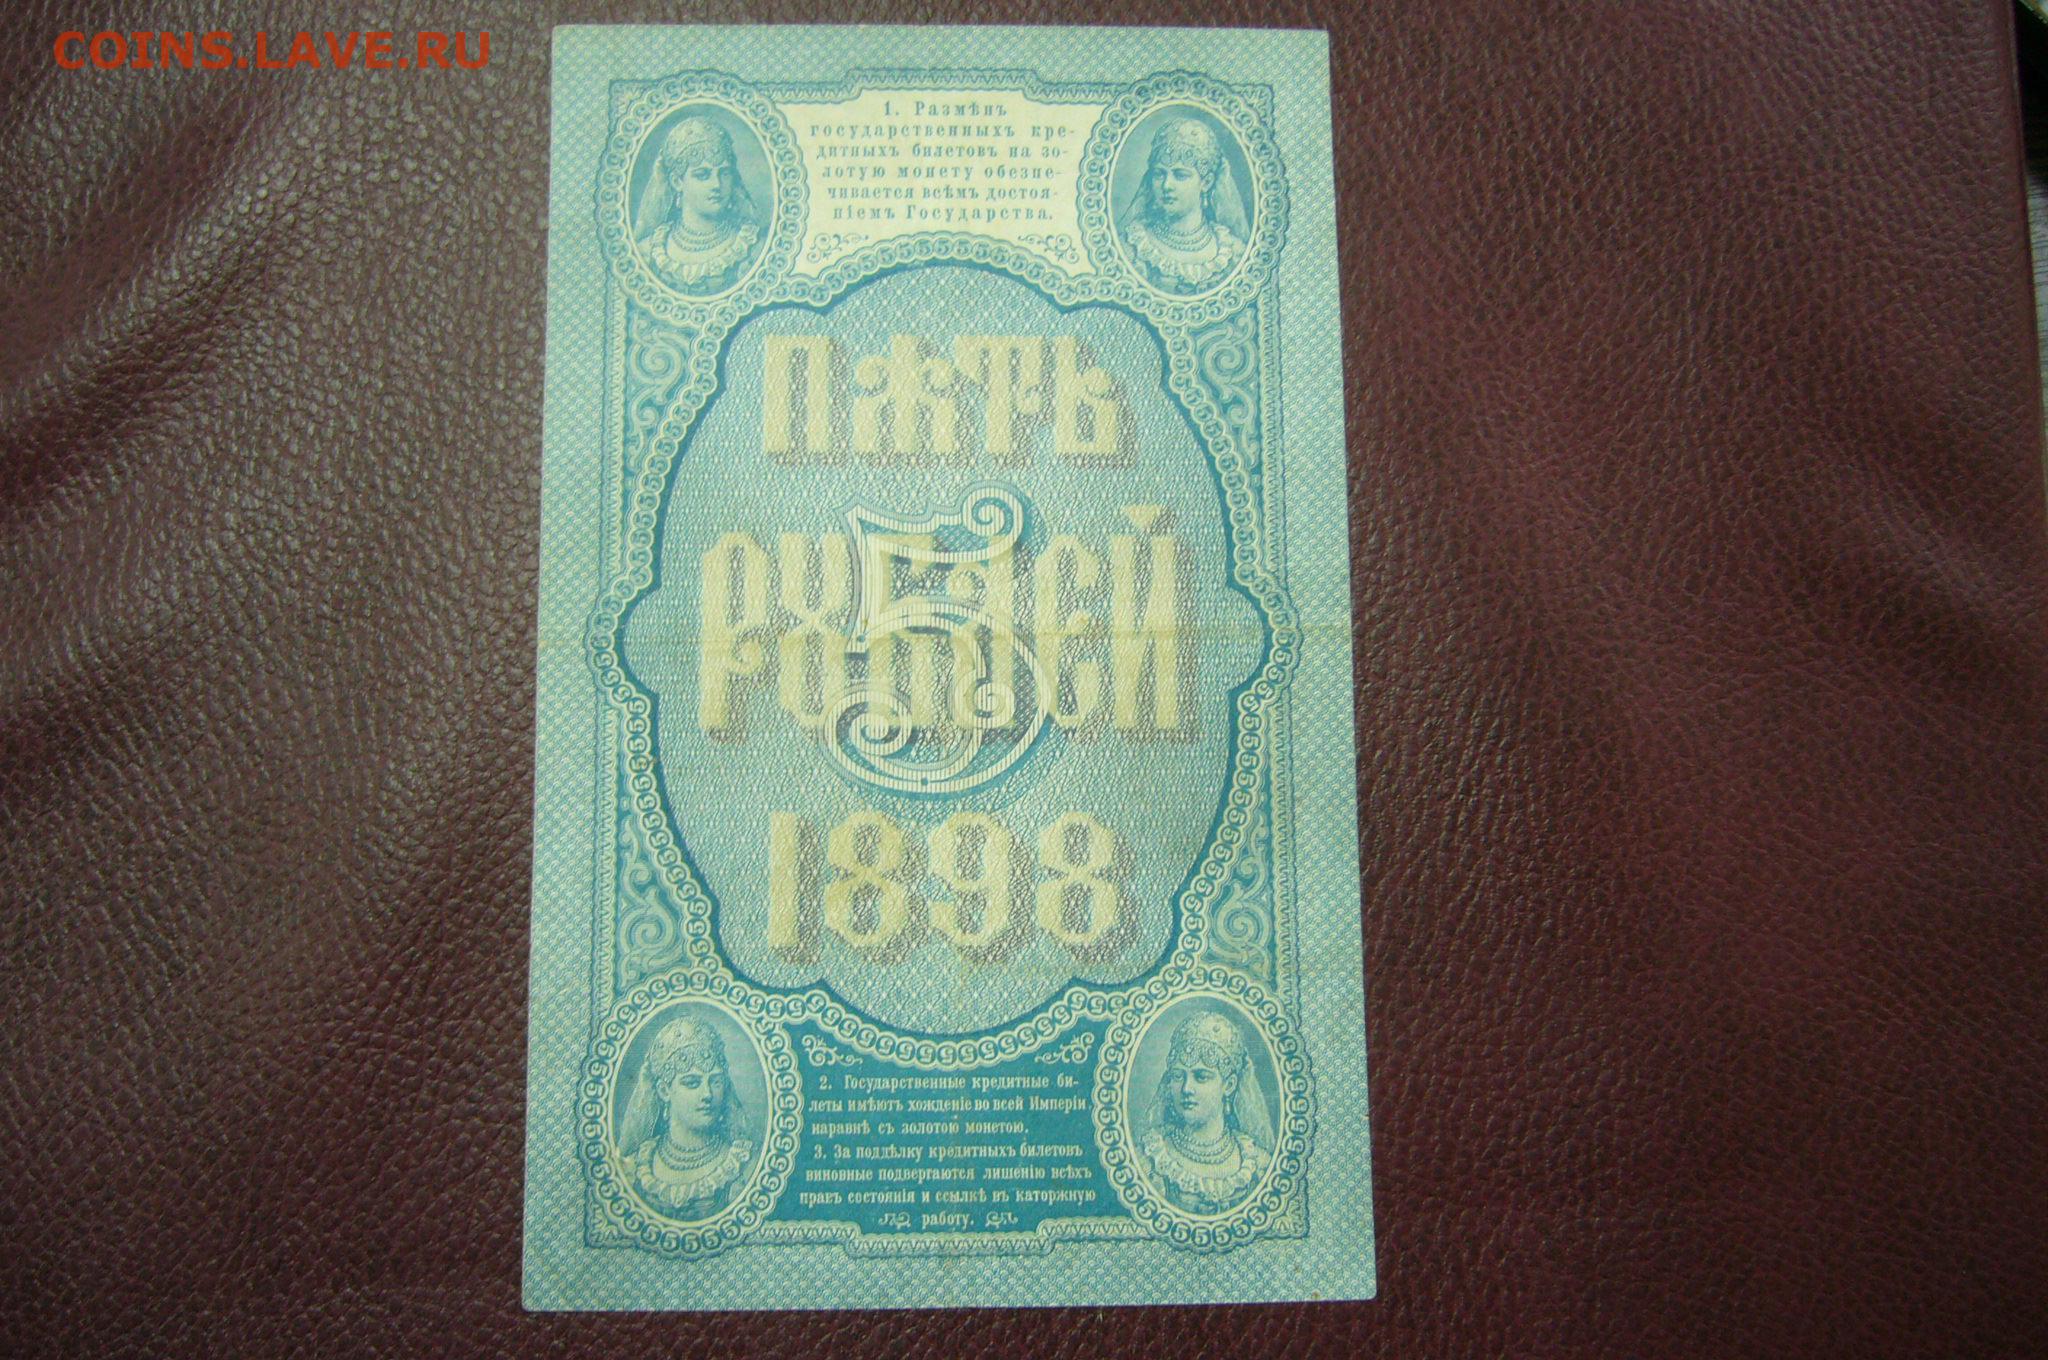 COINS.LAVE.RU
1. Размѣнъ
государственныхъ кре-
дитныхъ билетовъ на зо-
лотую монету обезпе-
чивается всѣмъ достоя-
ніемъ Государства.
ПѦТЬ
РУБЛЕЙ
5
1898
2. Государственные кредитные би-
леты имѣютъ хожденіе во всей Имперіи
наравнѣ съ золотою монетою.
3. За поддѣлку кредитныхъ билетовъ
виновные подвергаются лишенію всѣхъ
правъ состоянія и ссылкѣ въ каторжную
работу.